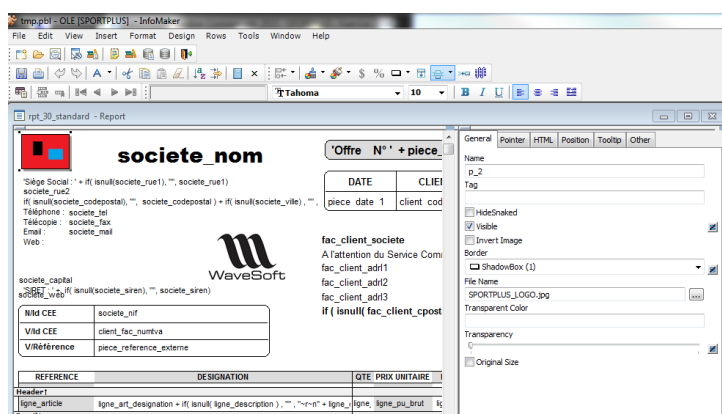 tmp.pbl - OLE [SPORTPLUS] - InfoMaker
File Edit View Insert Format Design Rows Tools Window Help
Tahoma 10 B I U
rpt_30_standard - Report
societe_nom
'Offre N° ' + piece_
'Siège Social : ' + if( isnull(societe_rue1), "", societe_rue1)
societe_rue2
if( isnull(societe_codepostal), "", societe_codepostal ) + if( isnull(societe_ville) , "" ,
Téléphone : societe_tel
Télécopie : societe_fax
Email : societe_mail
Web :
DATE CLIE
piece date 1 client cod
fac_client_societe
A l'attention du Service Com
fac_client_adrl1
fac_client_adrl2
fac_client_adrl3
if ( isnull( fac_client_cpost
WaveSoft
societe_capital
'SIRET : ' + if( isnull(societe_siren), "", societe_siren)
societe_web
N/Id CEE societe_nif
V/Id CEE client_fac_numtva
V/Référence piece_reference_externe
REFERENCE DESIGNATION QTE PRIX UNITAIRE
Header↑
ligne_article ligne_art_designation + if( isnull( ligne_description ) , "" , "~r~n" + ligne_ ligne_ ligne_pu_brut
General Pointer HTML Position Tooltip Other
Name
p_2
Tag
HideSnaked
Visible
Invert Image
Border
ShadowBox (1)
File Name
SPORTPLUS_LOGO.jpg
...
Transparent Color
Transparency
Original Size